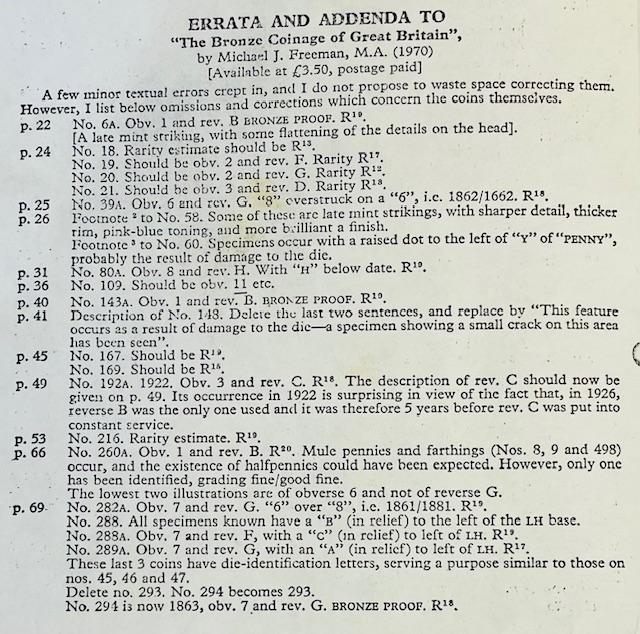 ERRATA AND ADDENDA TO
"The Bronze Coinage of Great Britain",
by Michael J. Freeman, M.A. (1970)
[Available at £3.50, postage paid]
A few minor textual errors crept in, and I do not propose to waste space correcting them.
However, I list below omissions and corrections which concern the coins themselves.
p. 22 No. 6A. Obv. 1 and rev. B BRONZE PROOF. R¹⁹.
[A late mint striking, with some flattening of the details on the head].
p. 24 No. 18. Rarity estimate should be R¹³.
No. 19. Should be obv. 2 and rev. F. Rarity R¹⁷.
No. 20. Should be obv. 2 and rev. G. Rarity R¹².
No. 21. Should be obv. 3 and rev. D. Rarity R¹⁸.
p. 25 No. 39A. Obv. 6 and rev. G, "8" overstruck on a "6", i.e. 1862/1662. R¹⁸.
p. 26 Footnote ² to No. 58. Some of these are late mint strikings, with sharper detail, thicker
rim, pink-blue toning, and more brilliant a finish.
Footnote ³ to No. 60. Specimens occur with a raised dot to the left of "Y" of "PENNY",
probably the result of damage to the die.
p. 31 No. 80A. Obv. 8 and rev. H. With "H" below date. R¹⁹.
p. 36 No. 109. Should be obv. 11 etc.
p. 40 No. 143A. Obv. 1 and rev. B. BRONZE PROOF. R¹⁹.
p. 41 Description of No. 148. Delete the last two sentences, and replace by "This feature
occurs as a result of damage to the die—a specimen showing a small crack on this area
has been seen".
p. 45 No. 167. Should be R¹⁹.
No. 169. Should be R¹⁶.
p. 49 No. 192A. 1922. Obv. 3 and rev. C. R¹⁸. The description of rev. C should now be
given on p. 49. Its occurrence in 1922 is surprising in view of the fact that, in 1926,
reverse B was the only one used and it was therefore 5 years before rev. C was put into
constant service.
p. 53 No. 216. Rarity estimate. R¹⁹.
p. 66 No. 260A. Obv. 1 and rev. B. R²⁰. Mule pennies and farthings (Nos. 8, 9 and 498)
occur, and the existence of halfpennies could have been expected. However, only one
has been identified, grading fine/good fine.
The lowest two illustrations are of obverse 6 and not of reverse G.
p. 69 No. 282A. Obv. 7 and rev. G. "6" over "8", i.e. 1861/1881. R¹⁹.
No. 288. All specimens known have a "B" (in relief) to the left of the LH base.
No. 288A. Obv. 7 and rev. F, with a "C" (in relief) to left of LH. R¹⁹.
No. 289A. Obv. 7 and rev. G, with an "A" (in relief) to left of LH. R¹⁷.
These last 3 coins have die-identification letters, serving a purpose similar to those on
nos. 45, 46 and 47.
Delete no. 293. No. 294 becomes 293.
No. 294 is now 1863, obv. 7 and rev. G. BRONZE PROOF. R¹⁸.